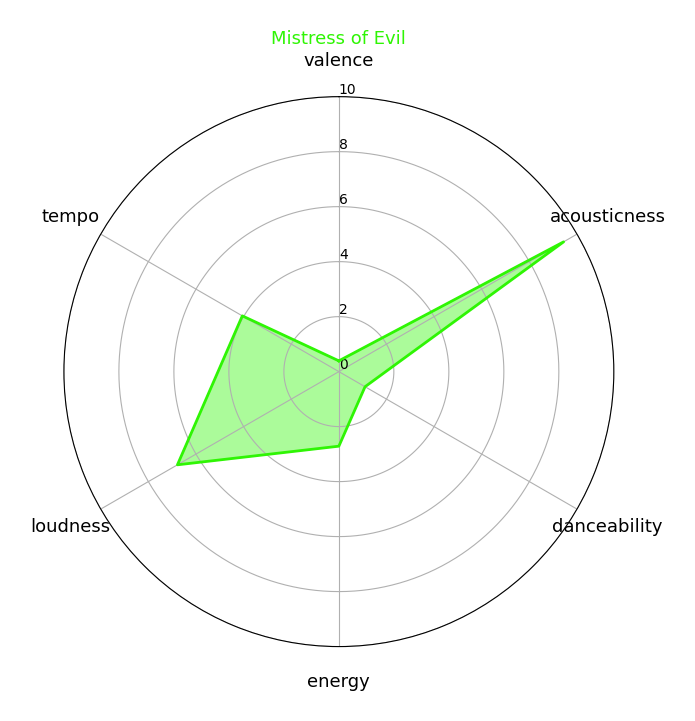 Mistress of Evil
valence
10
8
6
4
2
0
tempo
acousticness
loudness
danceability
energy